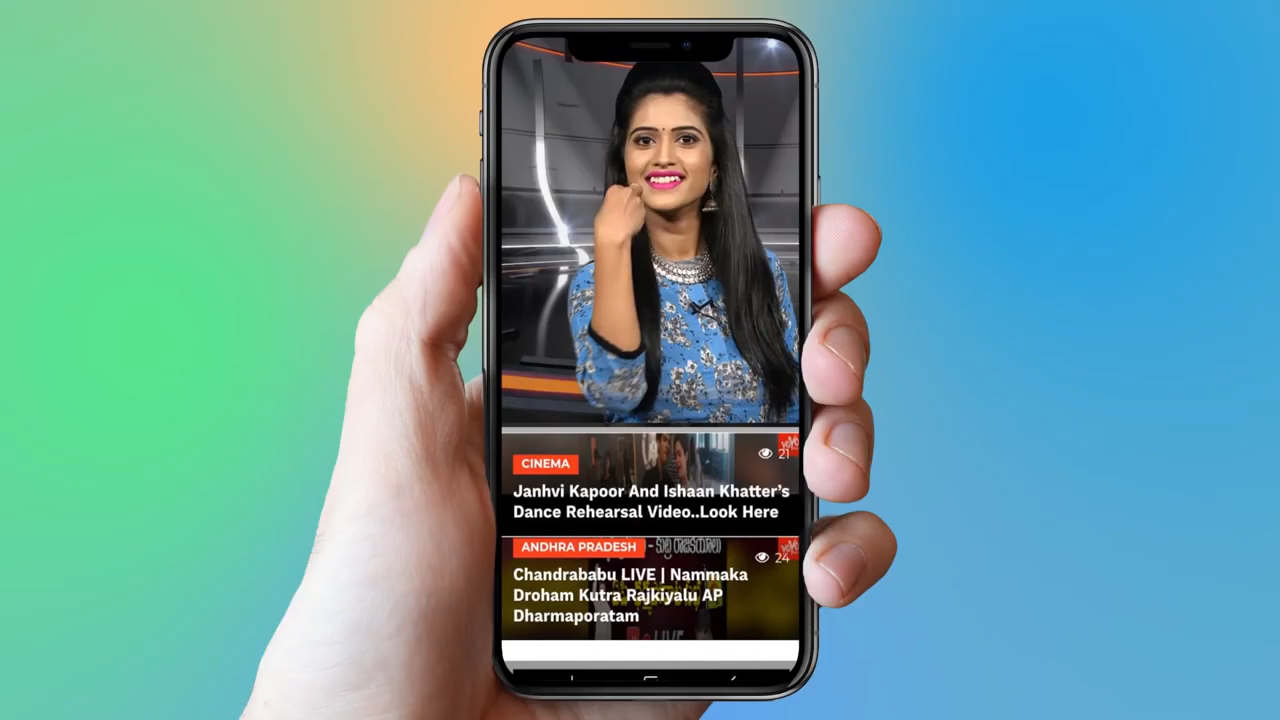 21
CINEMA
Janhvi Kapoor And Ishaan Khatter's
Dance Rehearsal Video..Look Here
ANDHRA PRADESH
24
Chandrababu LIVE | Nammaka
Droham Kutra Rajkiyalu AP
Dharmaporatam
LIVE